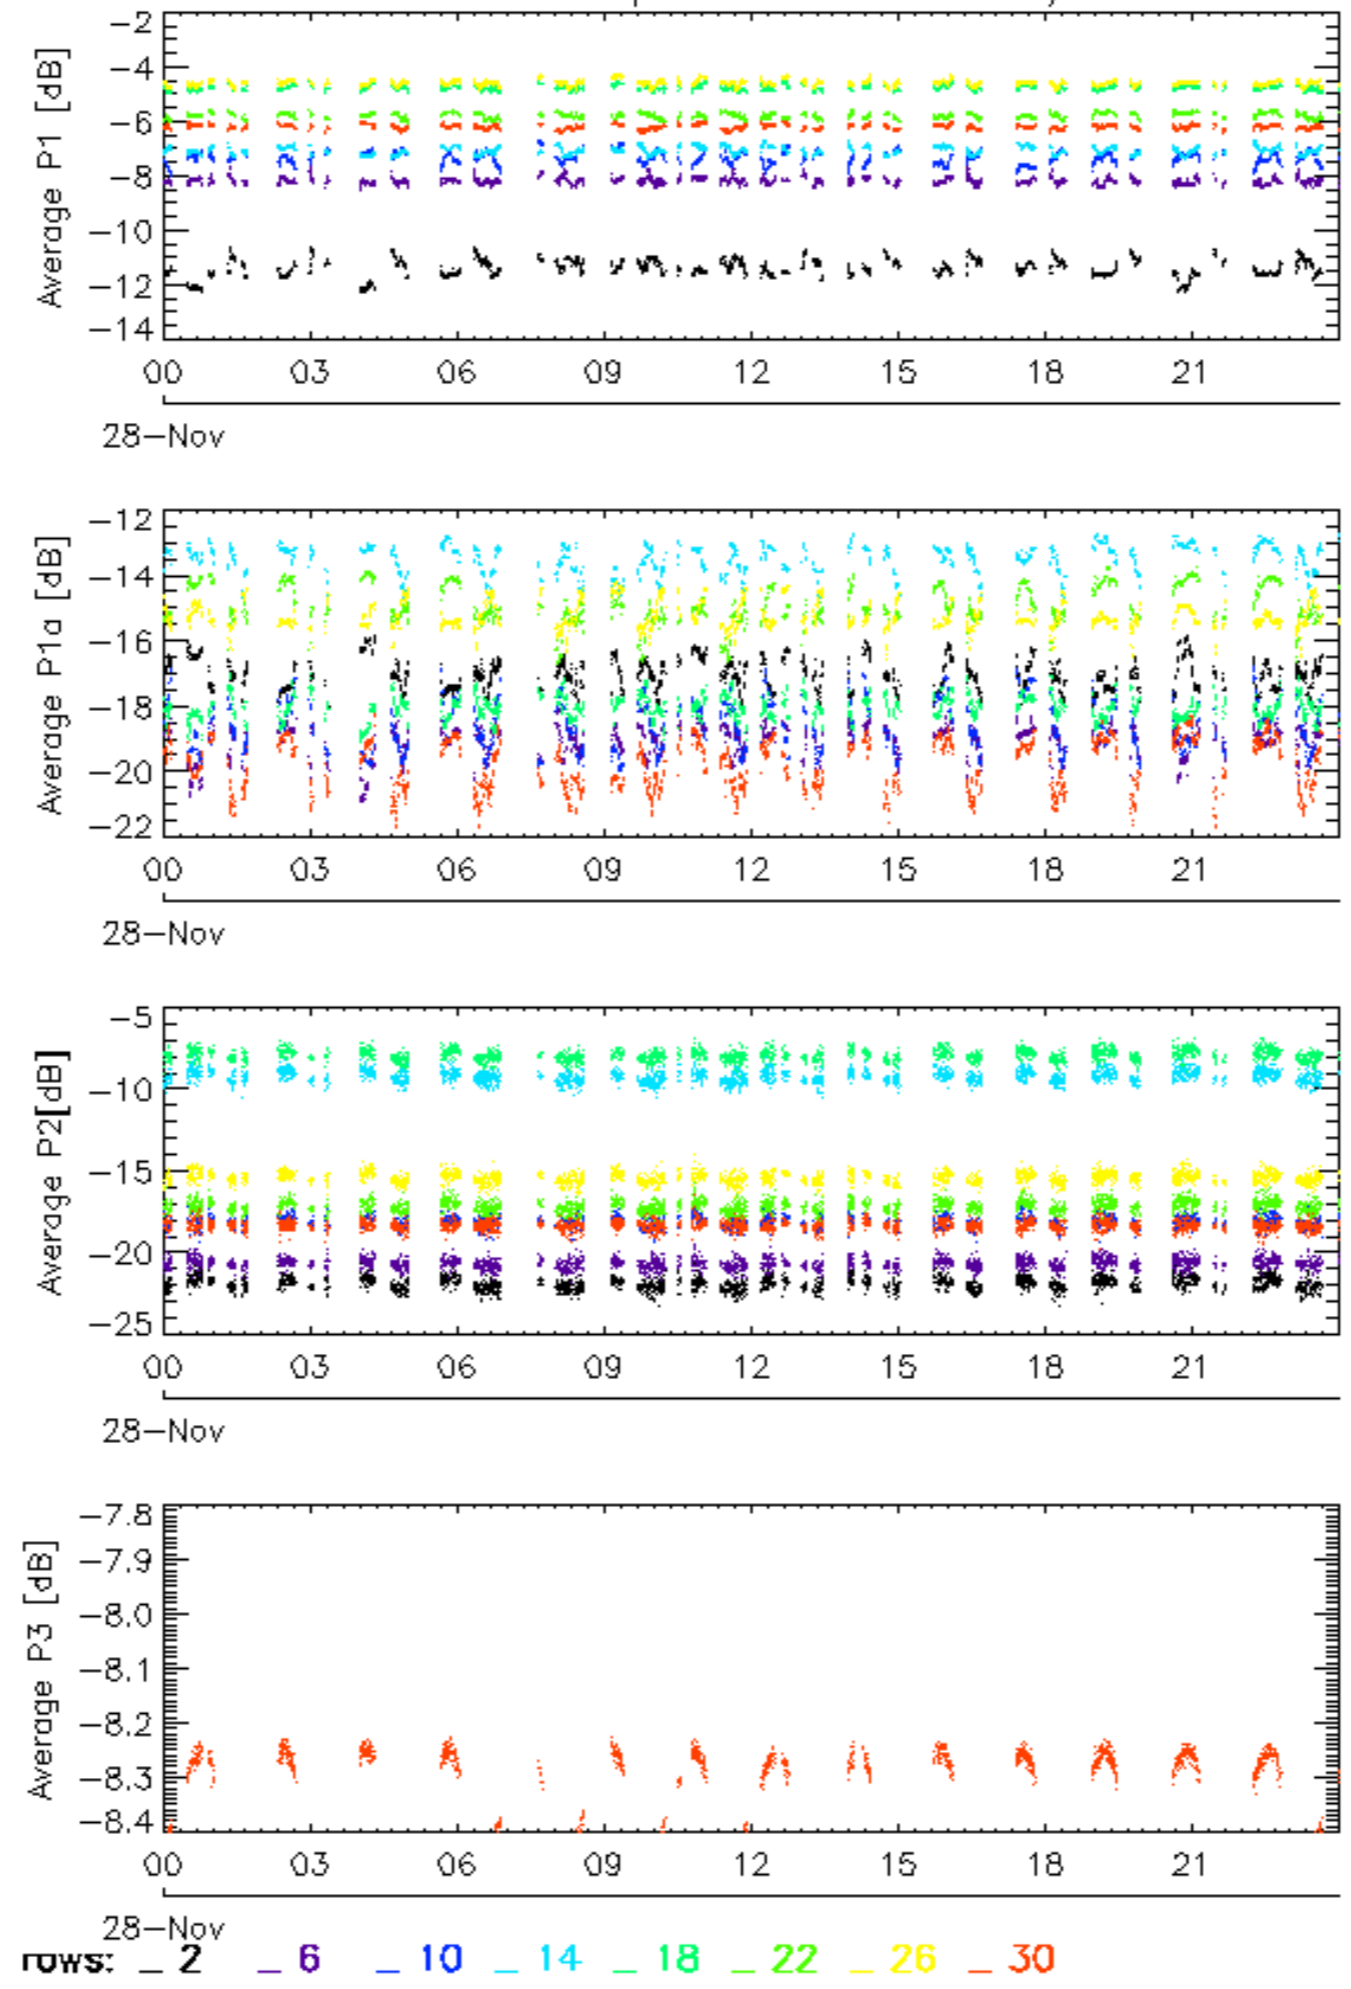 Average P1 [dB]
−2
−4
−6
−8
−10
−12
−14
00 03 06 09 12 15 18 21
28−Nov
Average P1a [dB]
−12
−14
−16
−18
−20
−22
00 03 06 09 12 15 18 21
28−Nov
Average P2[dB]
−5
−10
−15
−20
−25
00 03 06 09 12 15 18 21
28−Nov
Average P3 [dB]
−7.8
−7.9
−8.0
−8.1
−8.2
−8.3
−8.4
00 03 06 09 12 15 18 21
28−Nov
rows: _ 2 _ 6 _ 10 _ 14 _ 18 _ 22 _ 26 _ 30